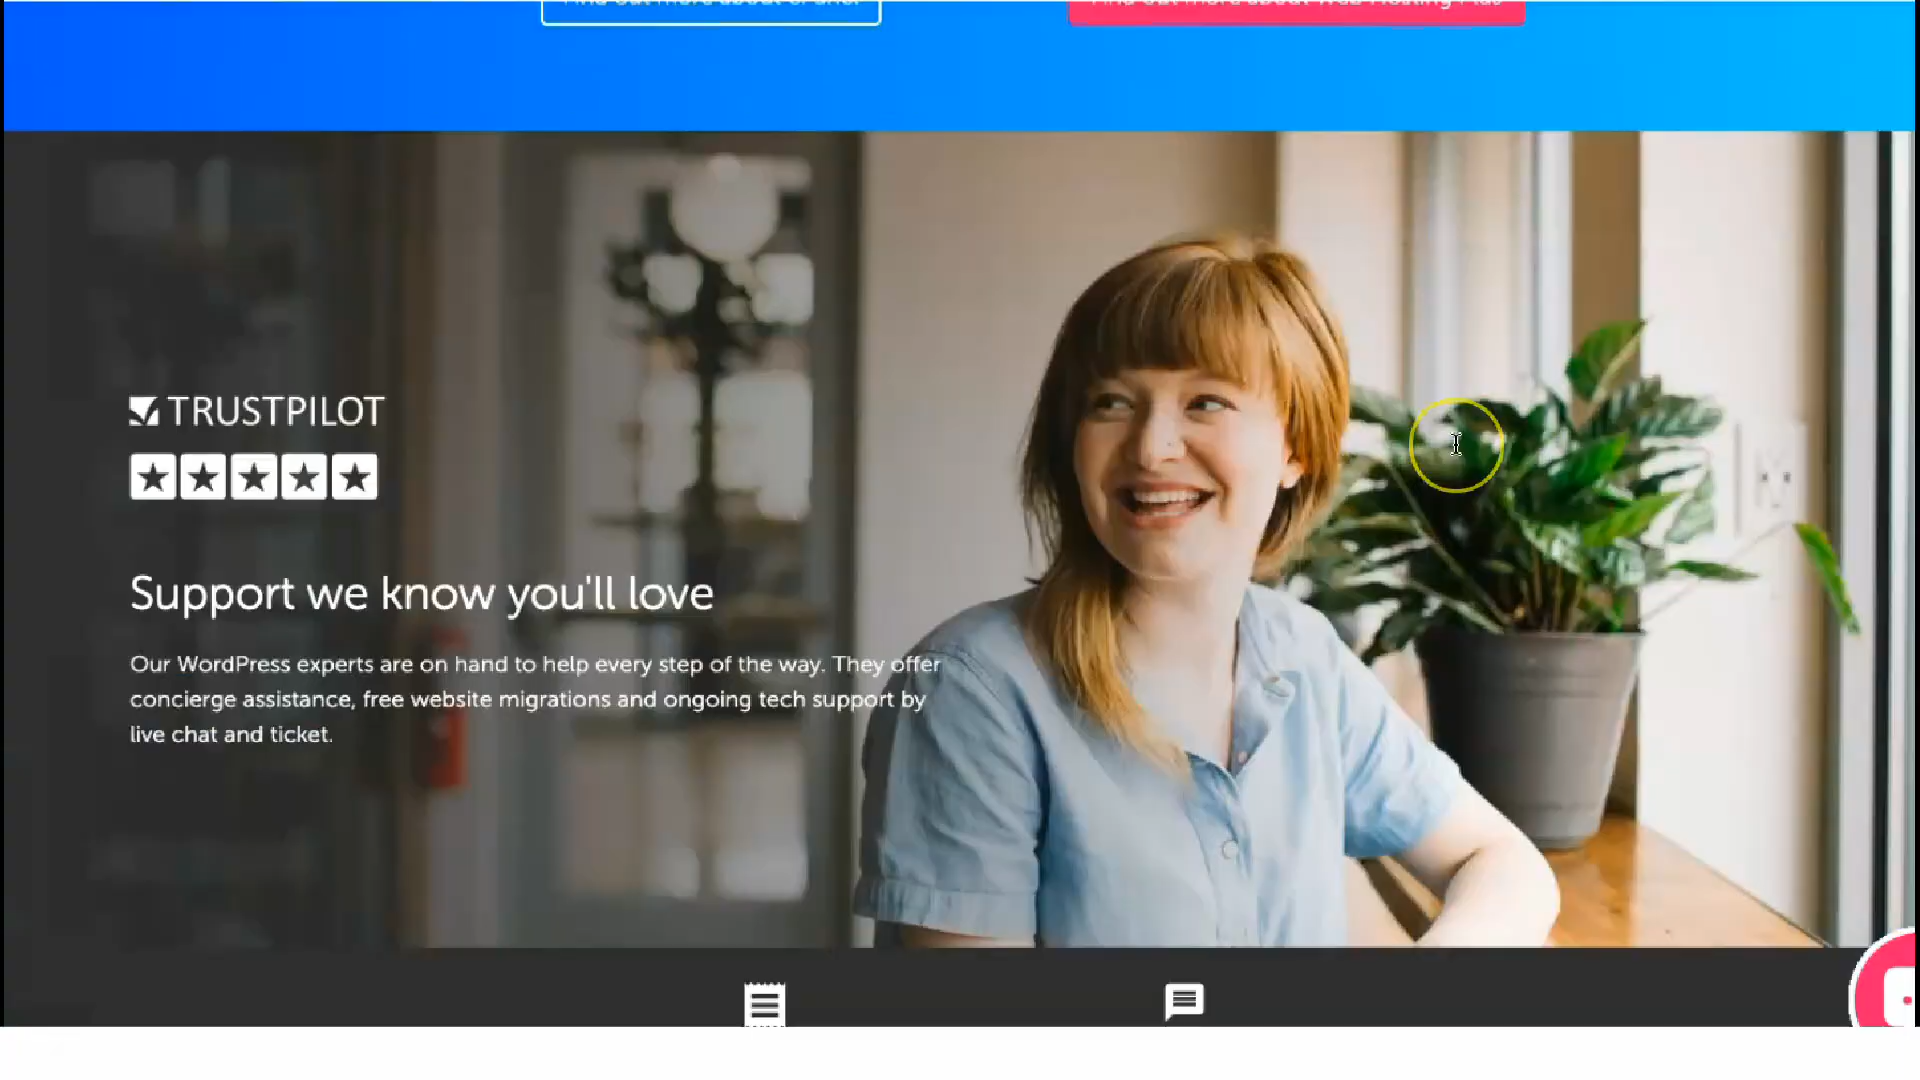 TRUSTPILOT
Support we know you'll love
Our WordPress experts are on hand to help every step of the way. They offer
concierge assistance, free website migrations and ongoing tech support by
live chat and ticket.